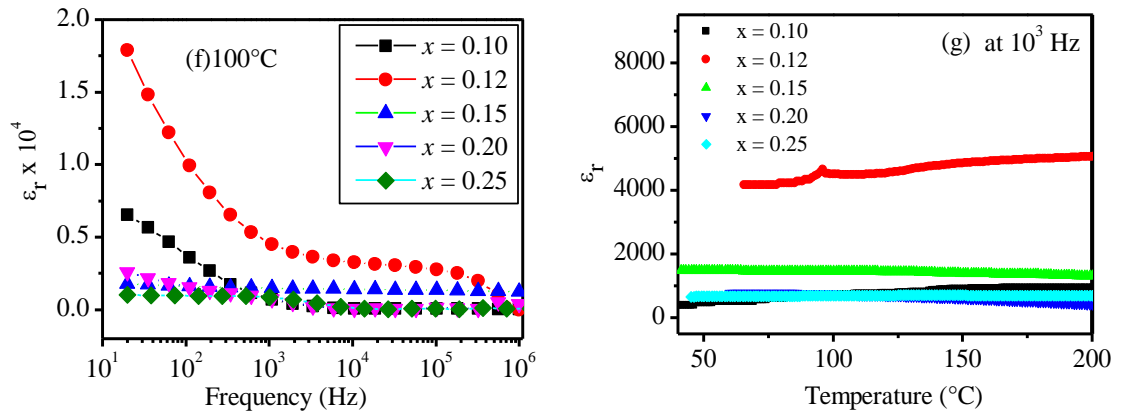 (f)100°C
x = 0.10
x = 0.12
x = 0.15
x = 0.20
x = 0.25
εr x 10^4
2.0
1.5
1.0
0.5
0.0
10^1 10^2 10^3 10^4 10^5 10^6
Frequency (Hz)
(g) at 10^3 Hz
x = 0.10
x = 0.12
x = 0.15
x = 0.20
x = 0.25
εr
8000
6000
4000
2000
0
50 100 150 200
Temperature (°C)